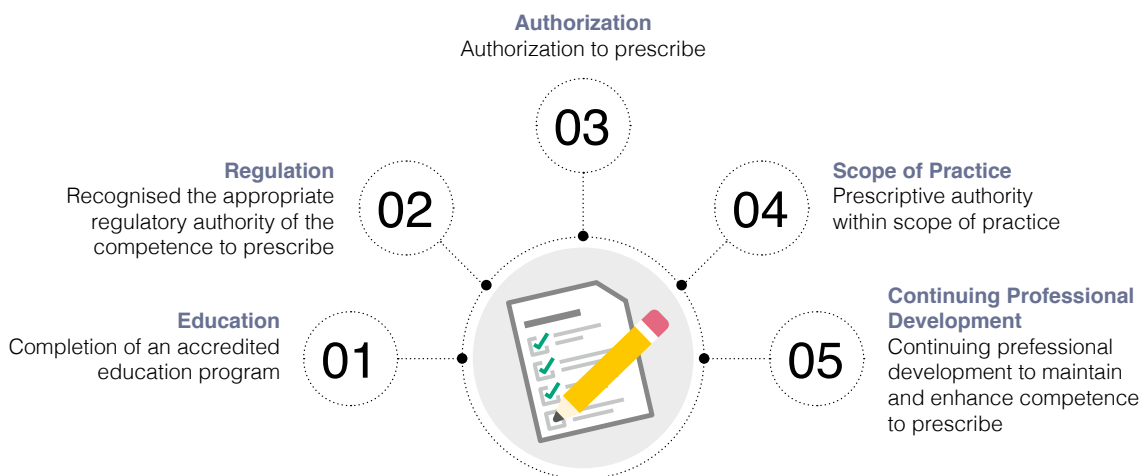 Authorization
Authorization to prescribe
03
Regulation
Recognised the appropriate
regulatory authority of the
competence to prescribe
02
04
Scope of Practice
Prescriptive authority
within scope of practice
Education
Completion of an accredited
education program
01
05
Continuing Professional
Development
Continuing prefessional
development to maintain
and enhance competence
to prescribe